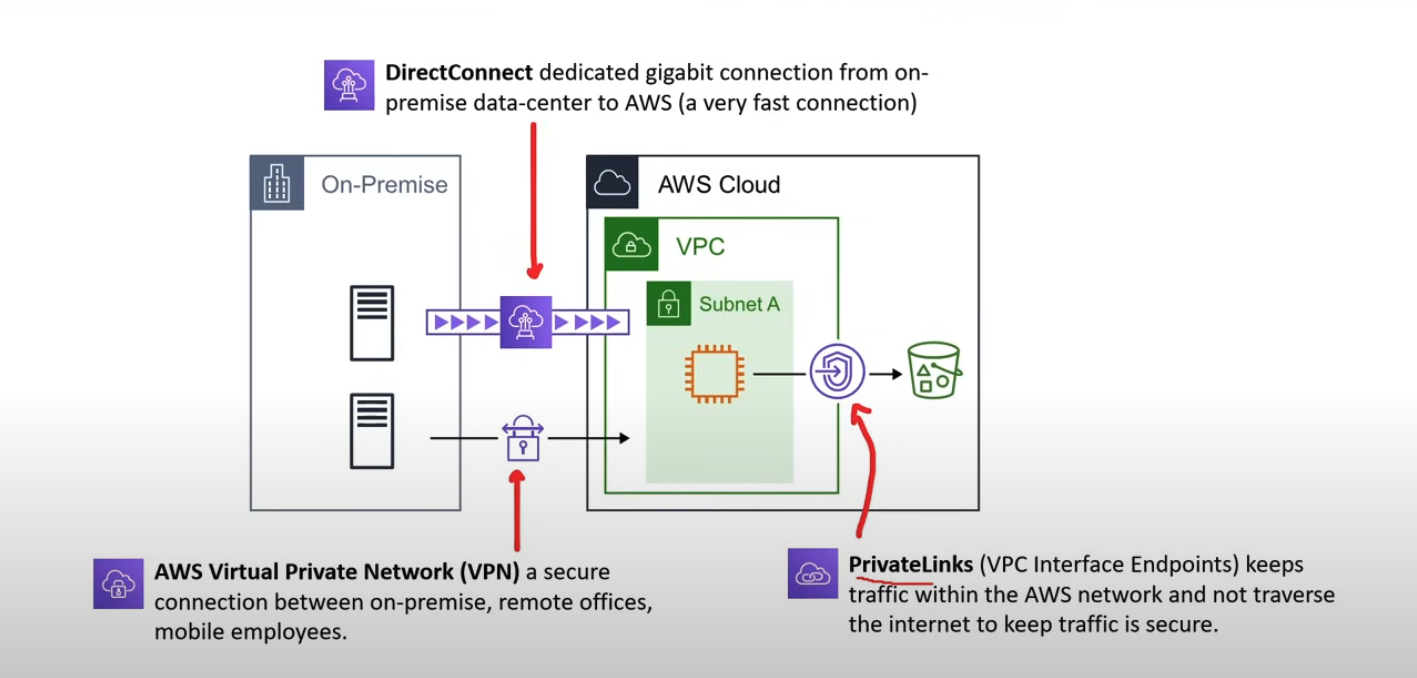 DirectConnect dedicated gigabit connection from on-
premise data-center to AWS (a very fast connection)
On-Premise
AWS Cloud
VPC
Subnet A
AWS Virtual Private Network (VPN) a secure
connection between on-premise, remote offices,
mobile employees.
PrivateLinks (VPC Interface Endpoints) keeps
traffic within the AWS network and not traverse
the internet to keep traffic is secure.